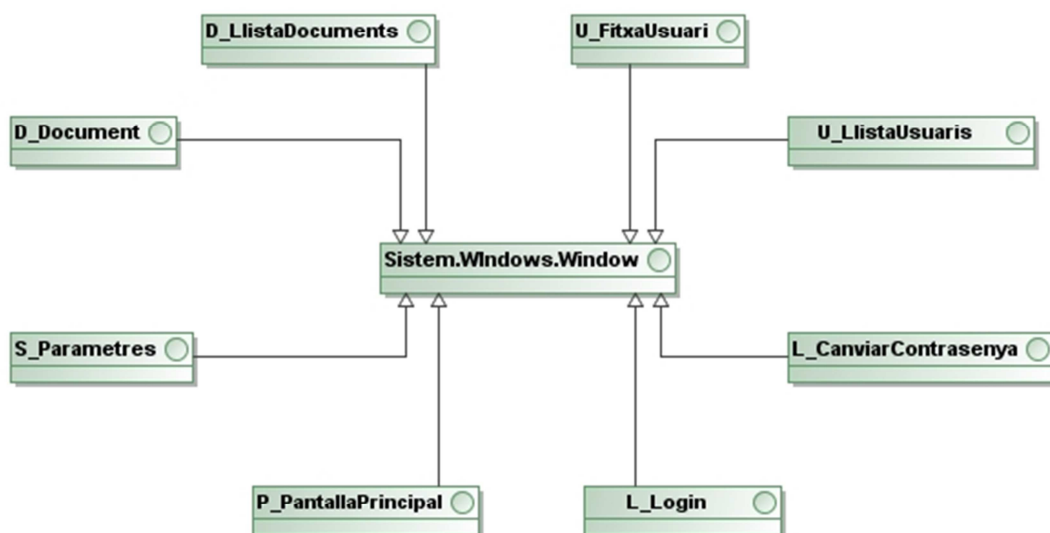 D_LlistaDocuments
U_FitxaUsuari
D_Document
U_LlistaUsuaris
Sistem.WIndows.Window
S_Parametres
L_CanviarContrasenya
P_PantallaPrincipal
L_Login